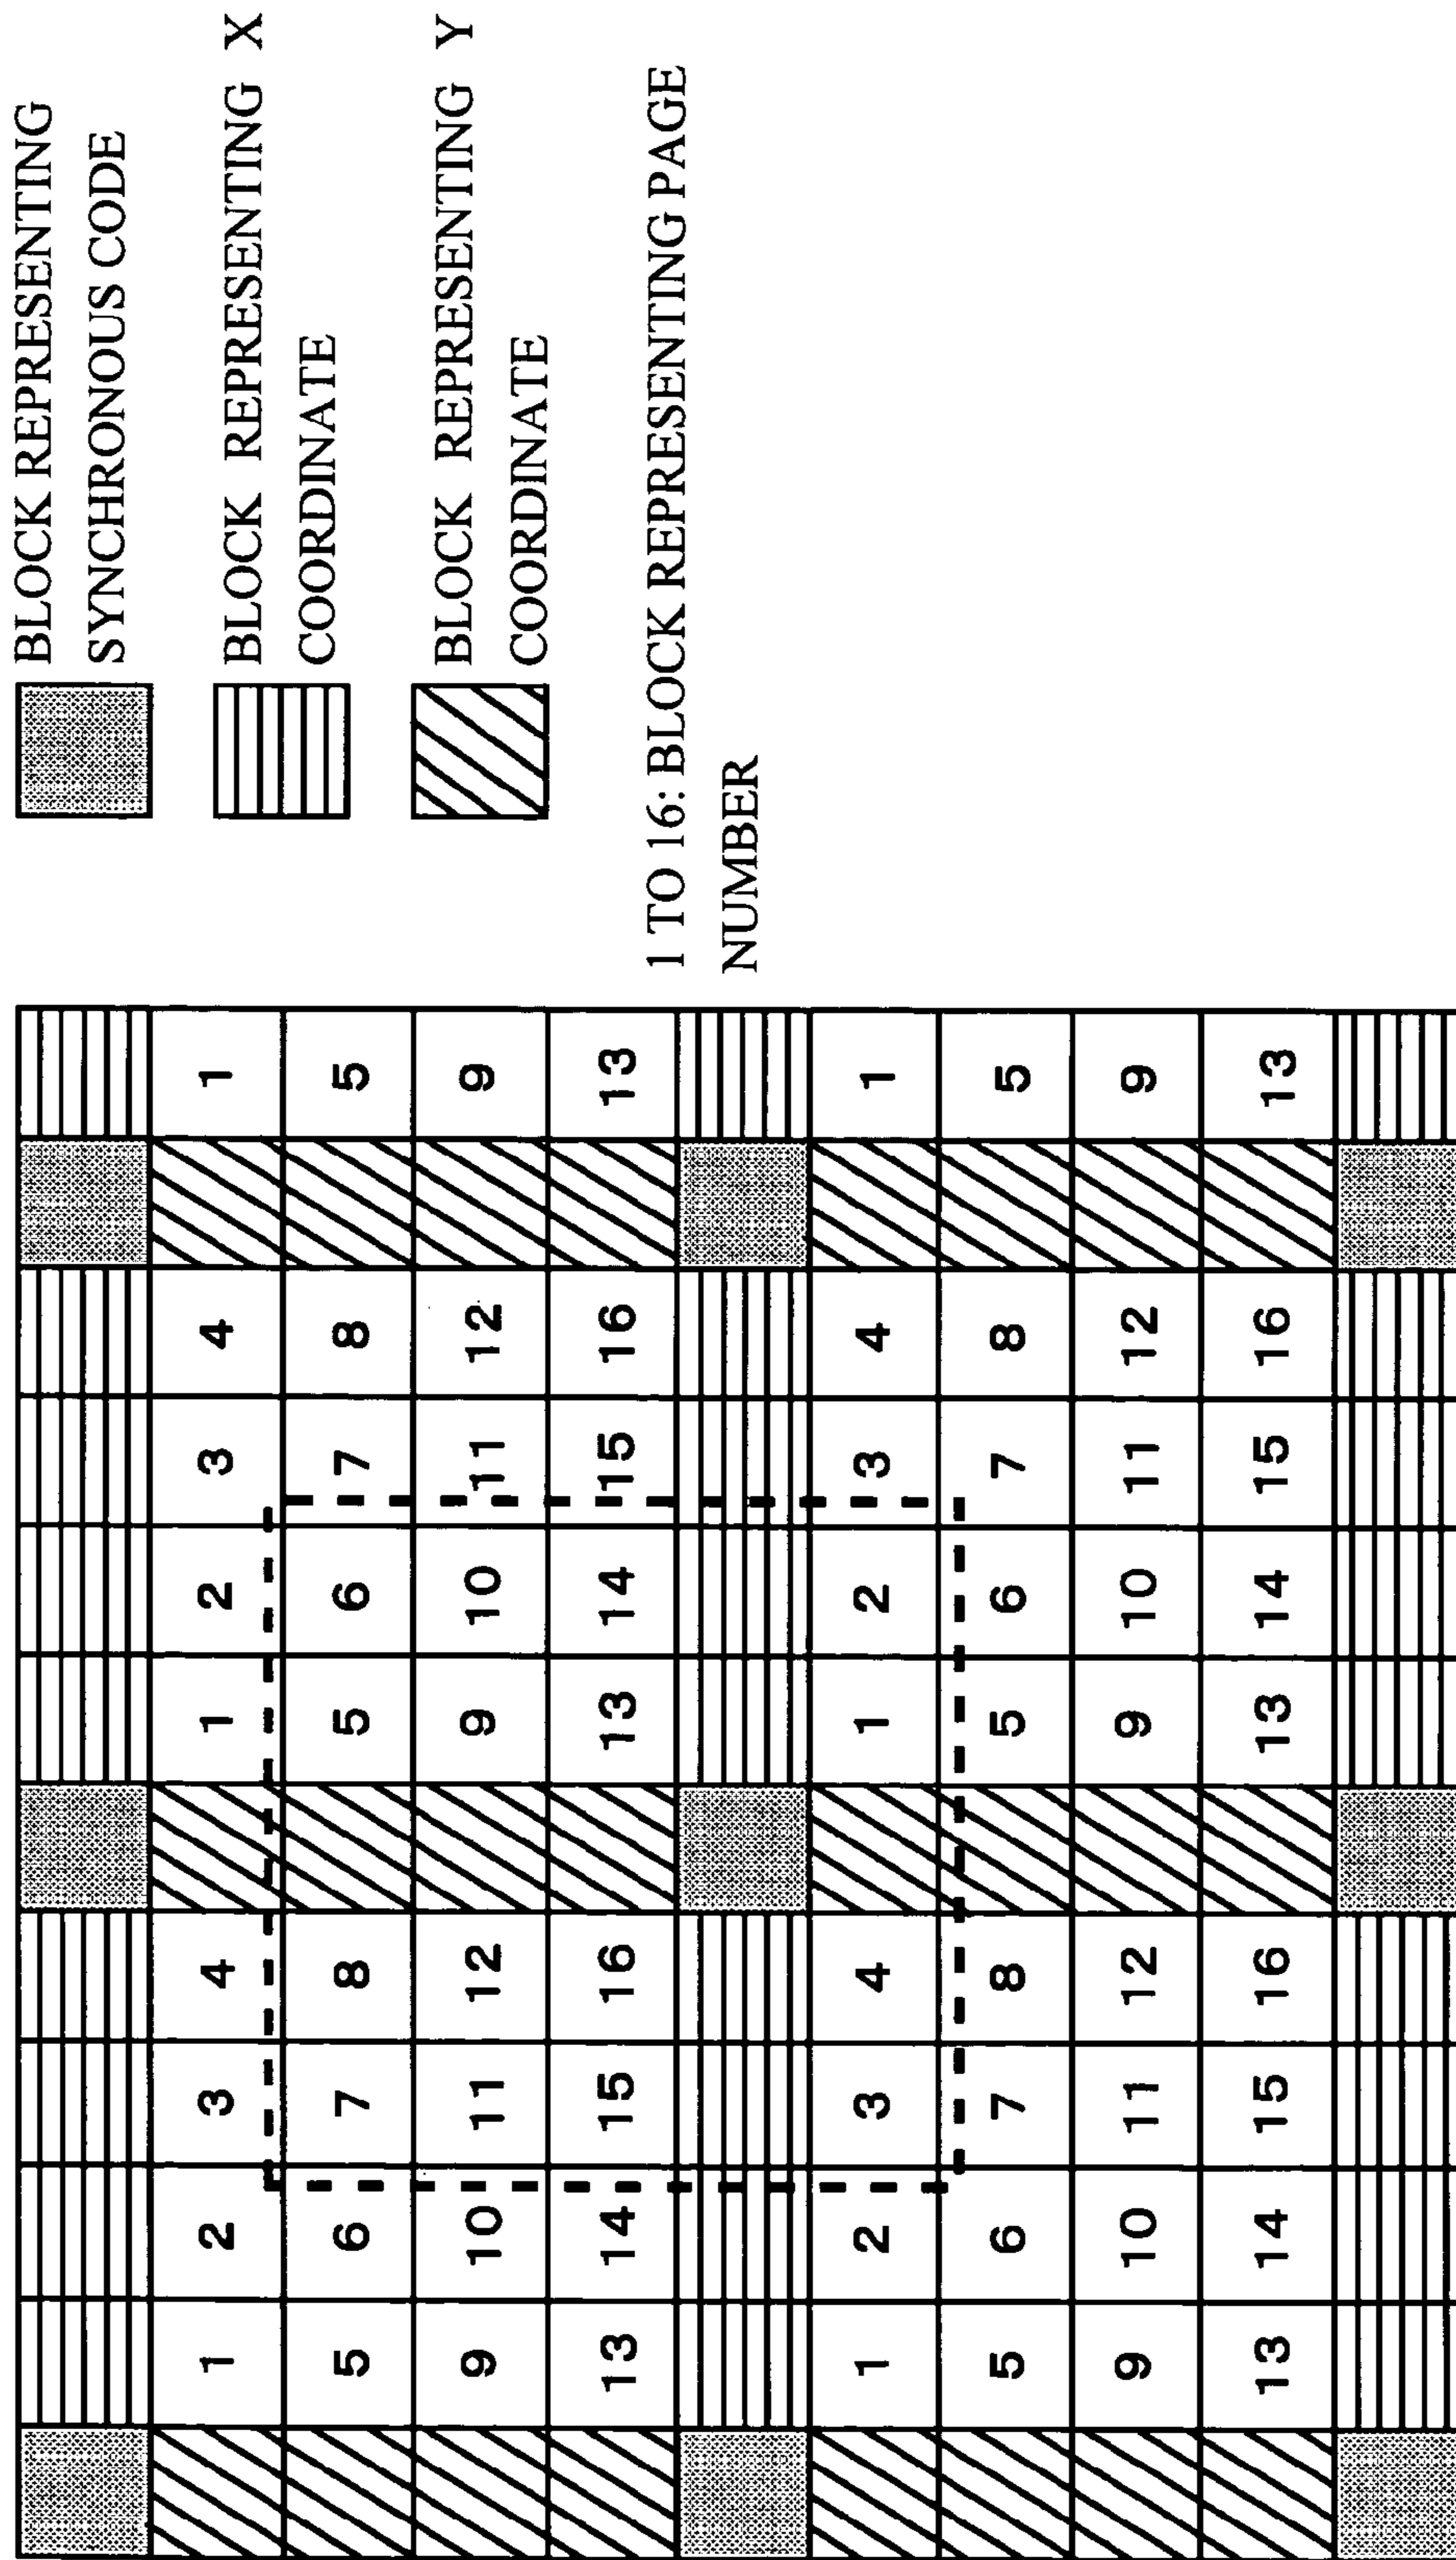 1 2 3 4 1 2 3 4 1
5 6 7 8 5 6 7 8 5
9 10 11 12 9 10 11 12 9
13 14 15 16 13 14 15 16 13
1 2 3 4 1 2 3 4 1
5 6 7 8 5 6 7 8 5
9 10 11 12 9 10 11 12 9
13 14 15 16 13 14 15 16 13
BLOCK REPRESENTING
SYNCHRONOUS CODE
BLOCK REPRESENTING X
COORDINATE
BLOCK REPRESENTING Y
COORDINATE
1 TO 16: BLOCK REPRESENTING PAGE
NUMBER